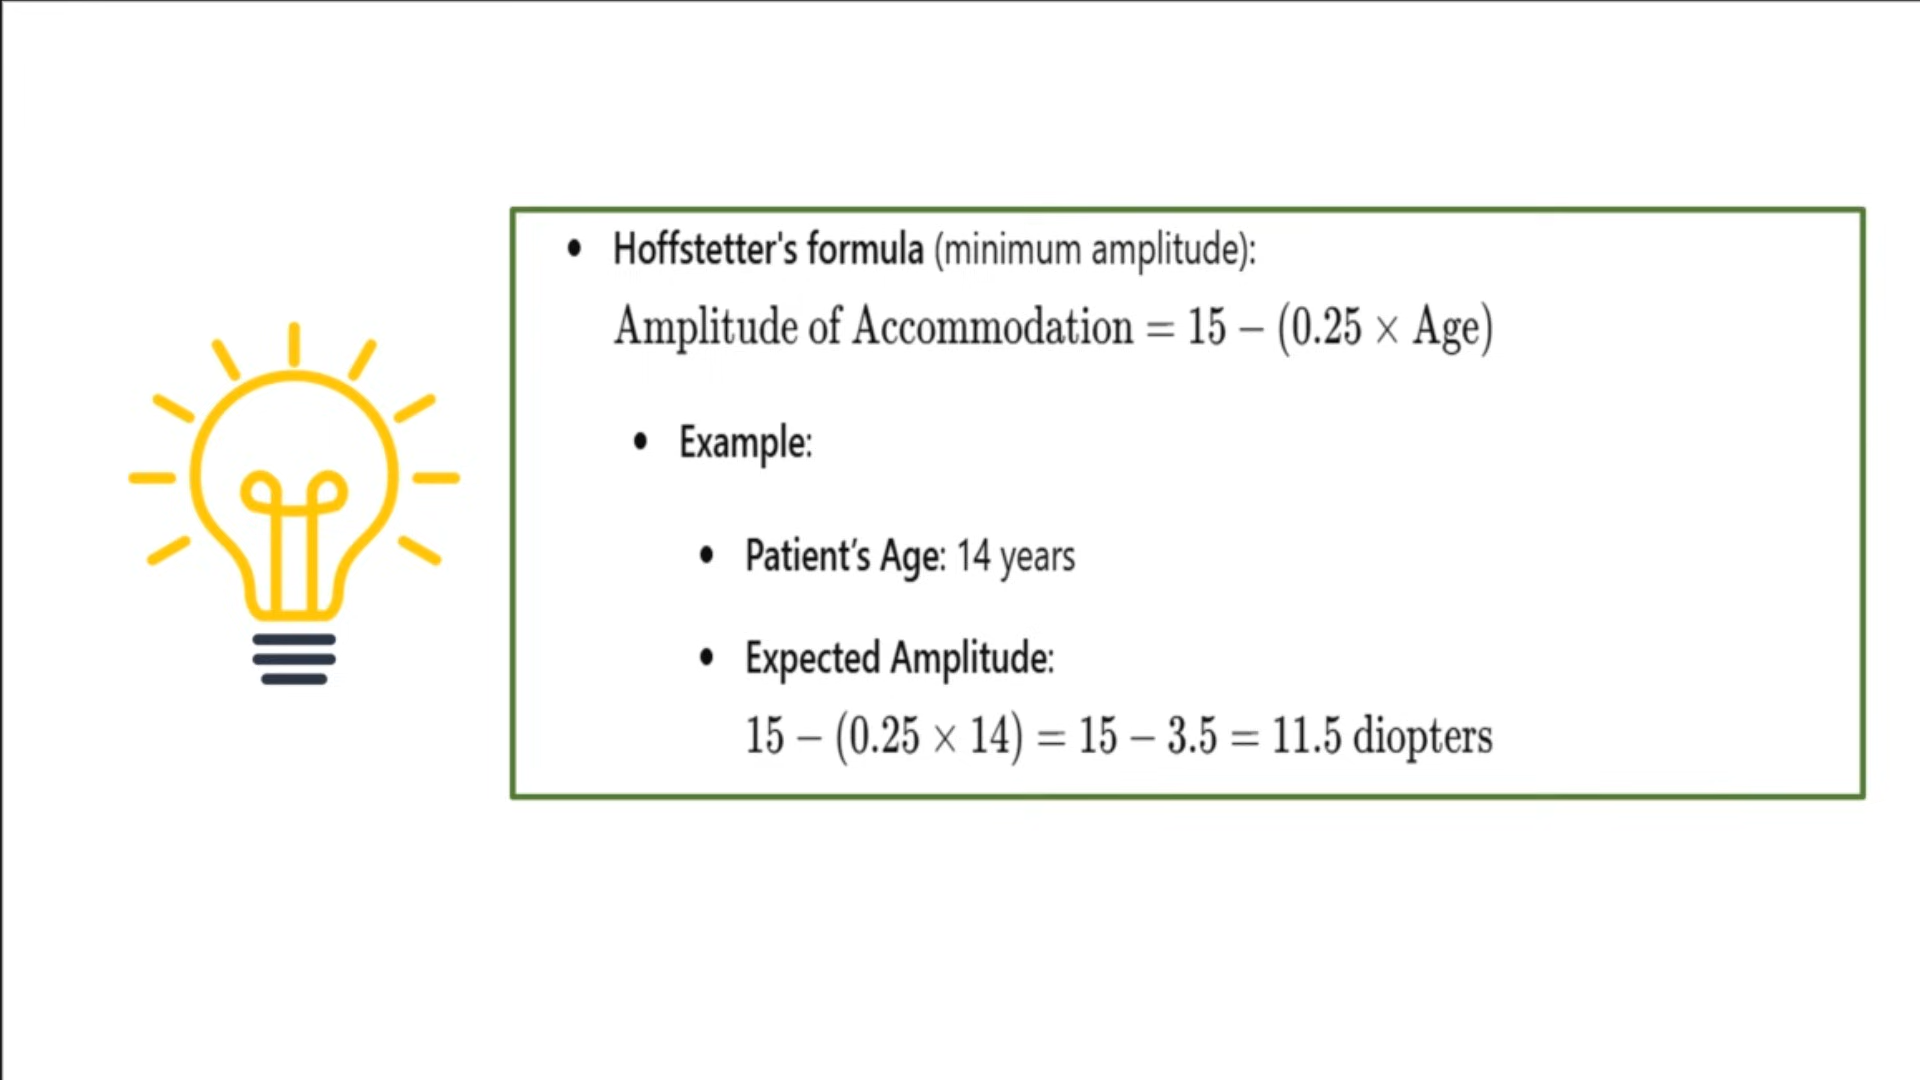 • Hoffstetter's formula (minimum amplitude):
Amplitude of Accommodation = 15 − (0.25 × Age)
• Example:
• Patient’s Age: 14 years
• Expected Amplitude:
15 − (0.25 × 14) = 15 − 3.5 = 11.5 diopters